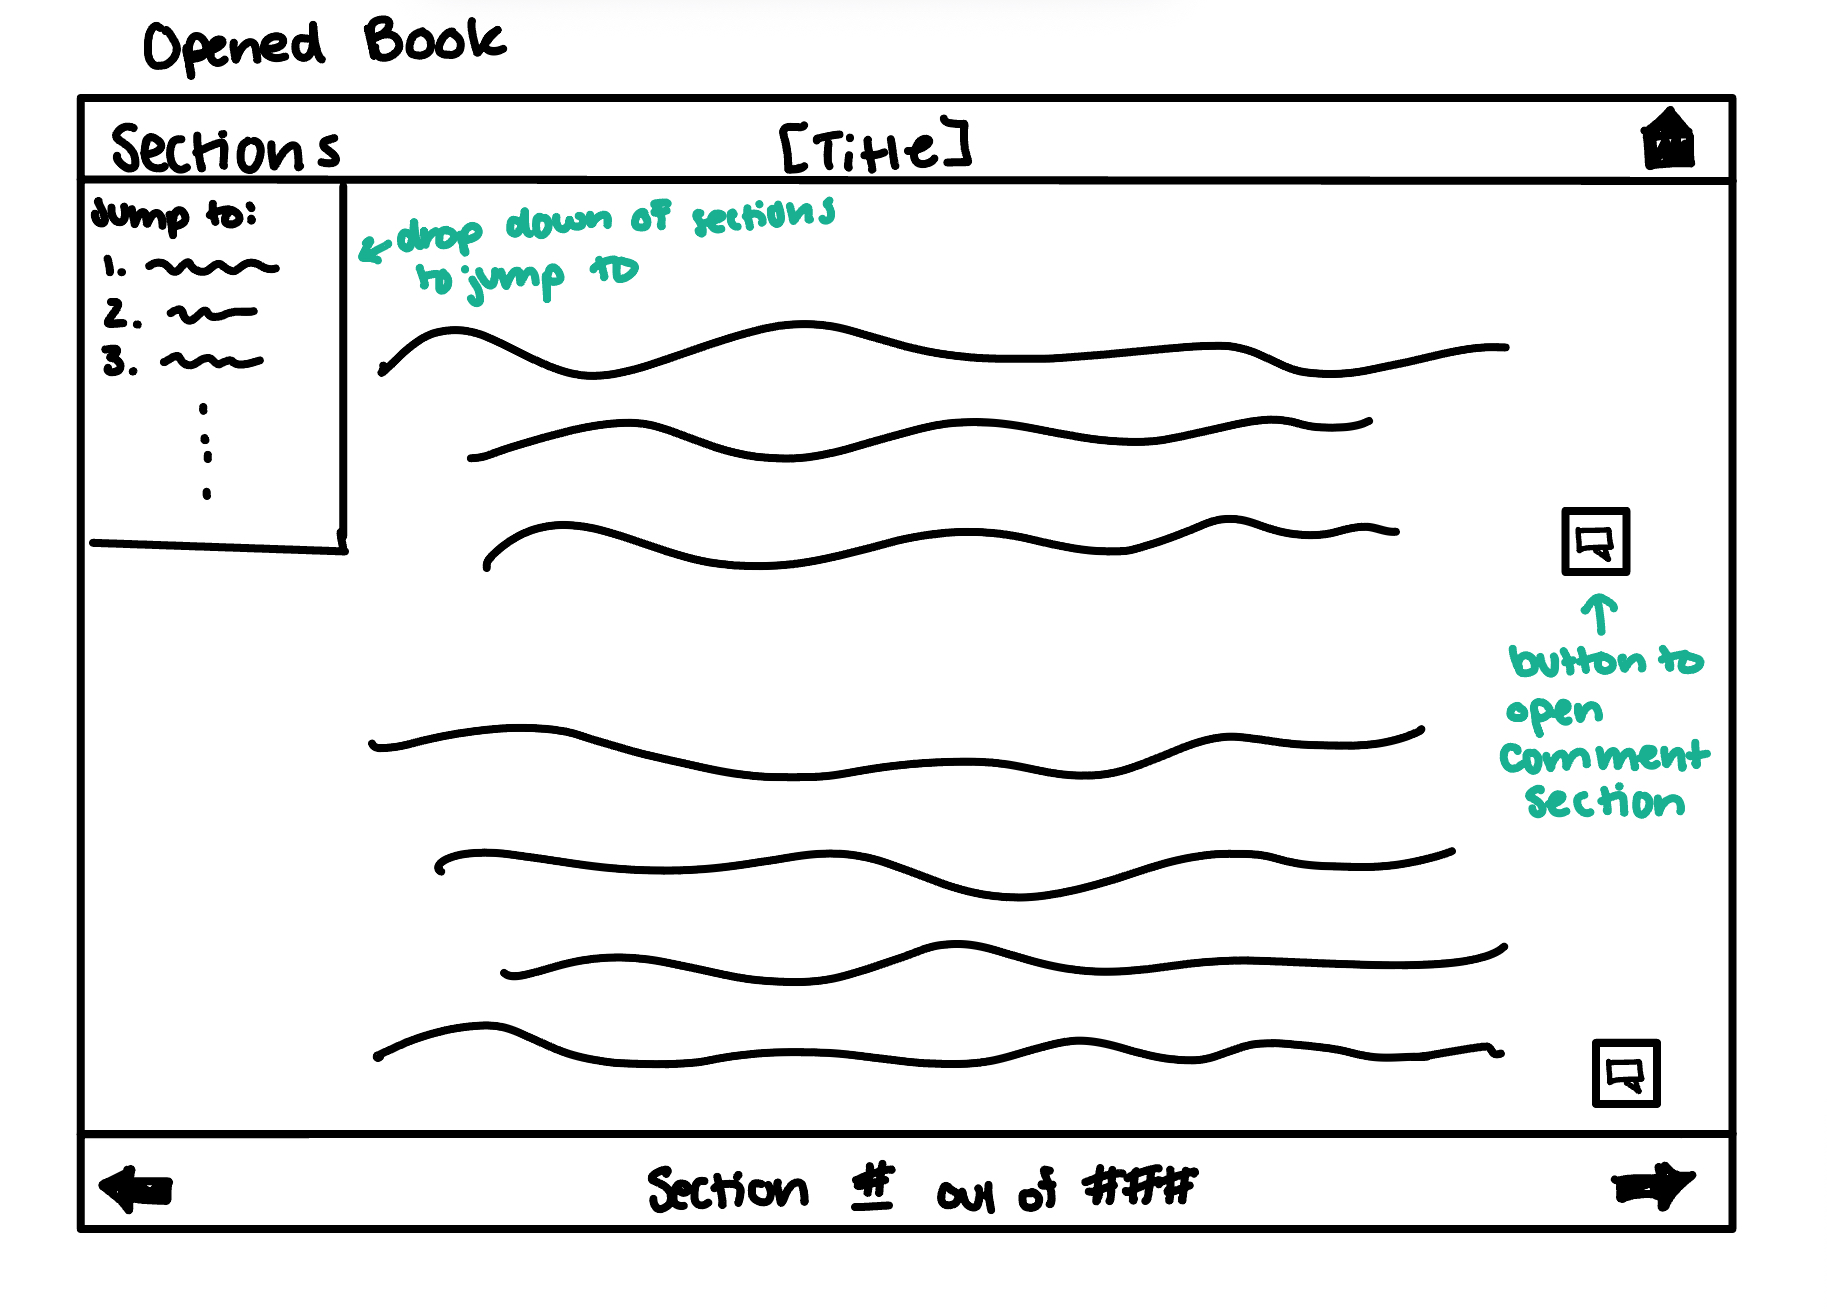 Opened Book
Sections
[Title]
Jump to:
1.
2.
3.
←drop down of sections
to jump to
↑
button to
open
comment
section
Section # out of ###